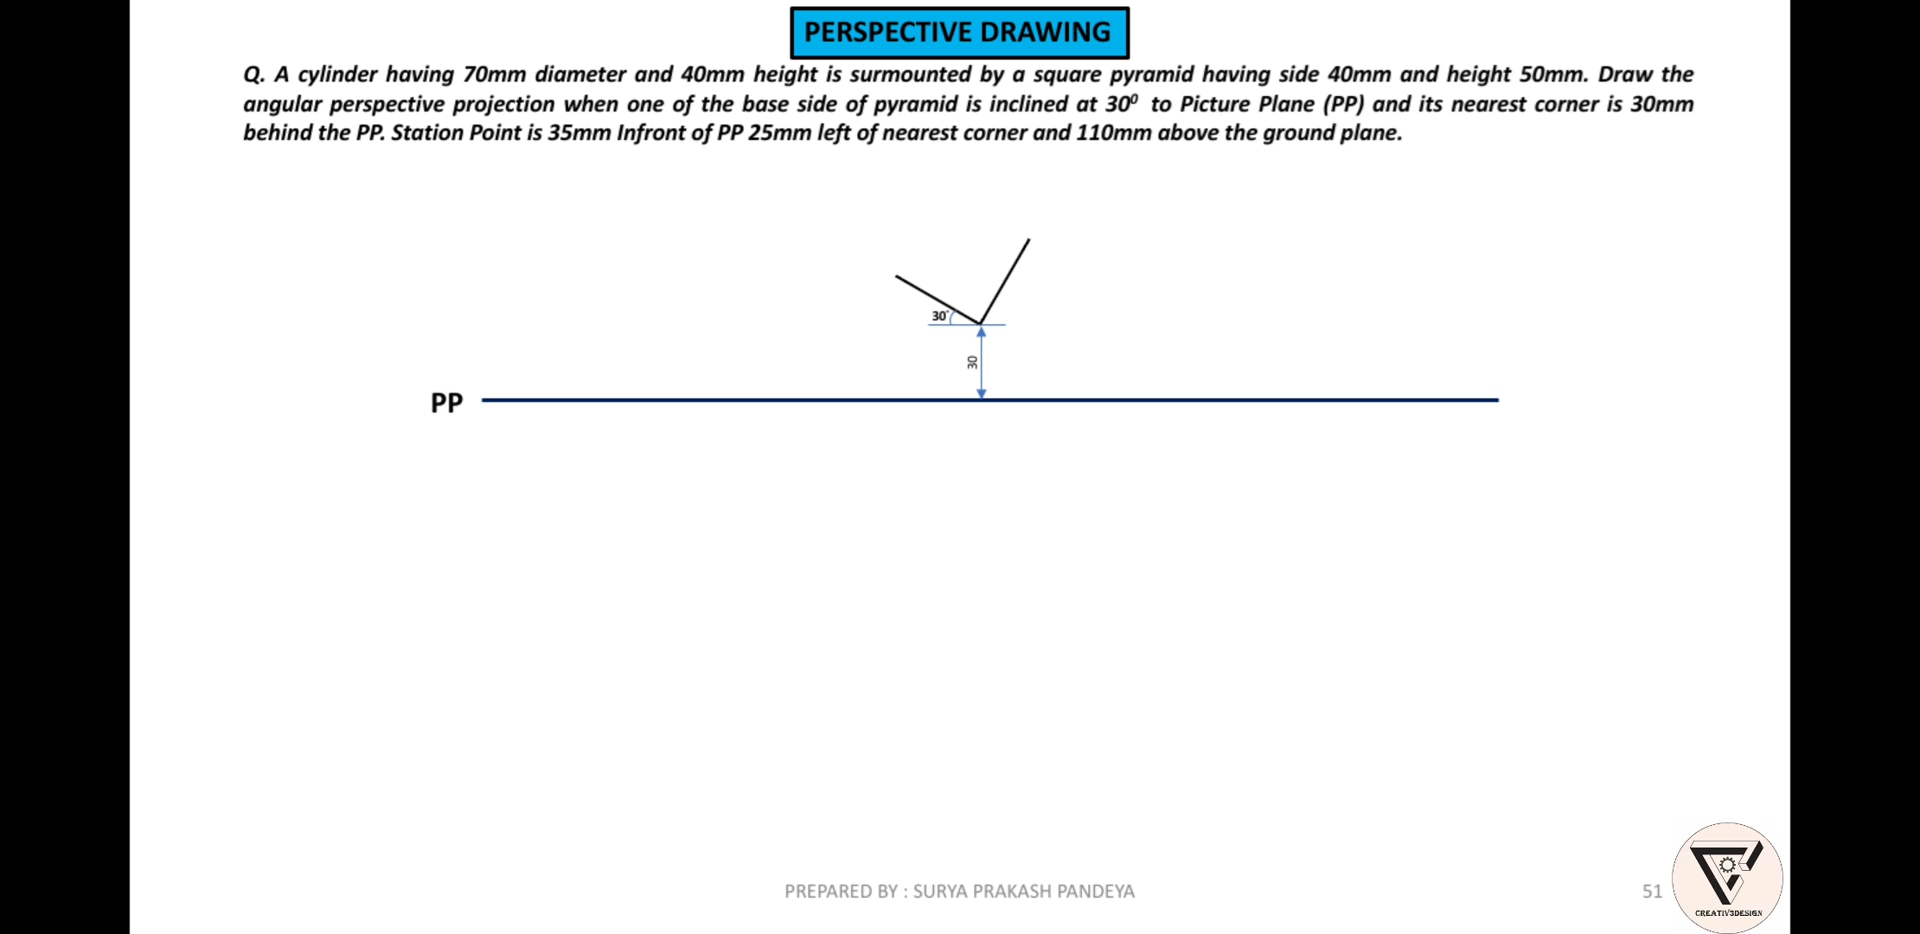 PERSPECTIVE DRAWING
Q. A cylinder having 70mm diameter and 40mm height is surmounted by a square pyramid having side 40mm and height 50mm. Draw the
angular perspective projection when one of the base side of pyramid is inclined at 30⁰ to Picture Plane (PP) and its nearest corner is 30mm
behind the PP. Station Point is 35mm Infront of PP 25mm left of nearest corner and 110mm above the ground plane.
30°
30
PP
PREPARED BY : SURYA PRAKASH PANDEYA
51
CREATIV3DESIGN